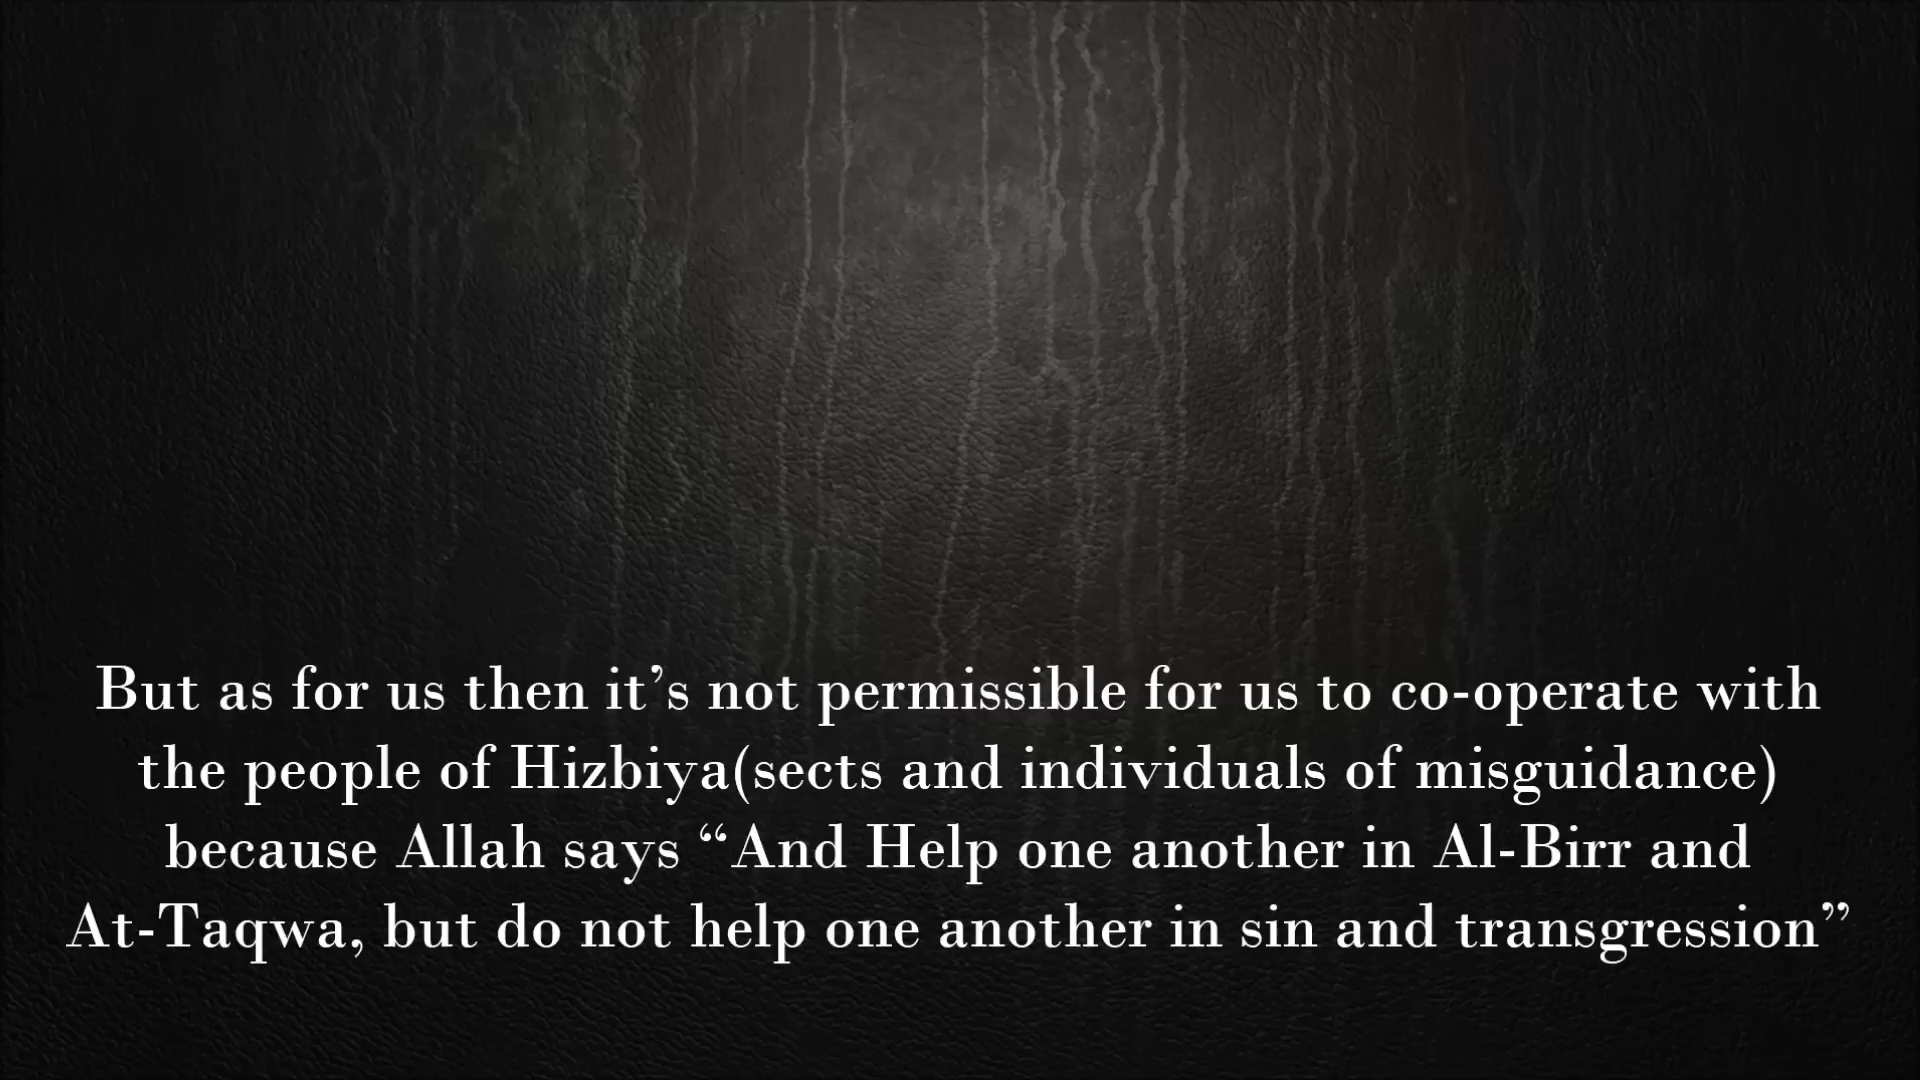 But as for us then it’s not permissible for us to co-operate with
the people of Hizbiya(sects and individuals of misguidance)
because Allah says “And Help one another in Al-Birr and
At-Taqwa, but do not help one another in sin and transgression”